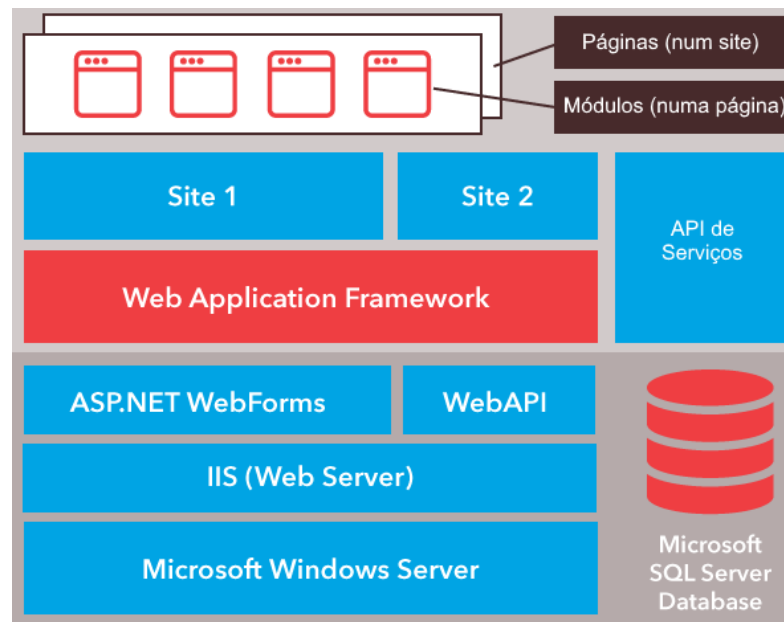 Páginas (num site)
Módulos (numa página)
Site 1
Site 2
API de
Serviços
Web Application Framework
ASP.NET WebForms
WebAPI
IIS (Web Server)
Microsoft Windows Server
Microsoft
SQL Server
Database